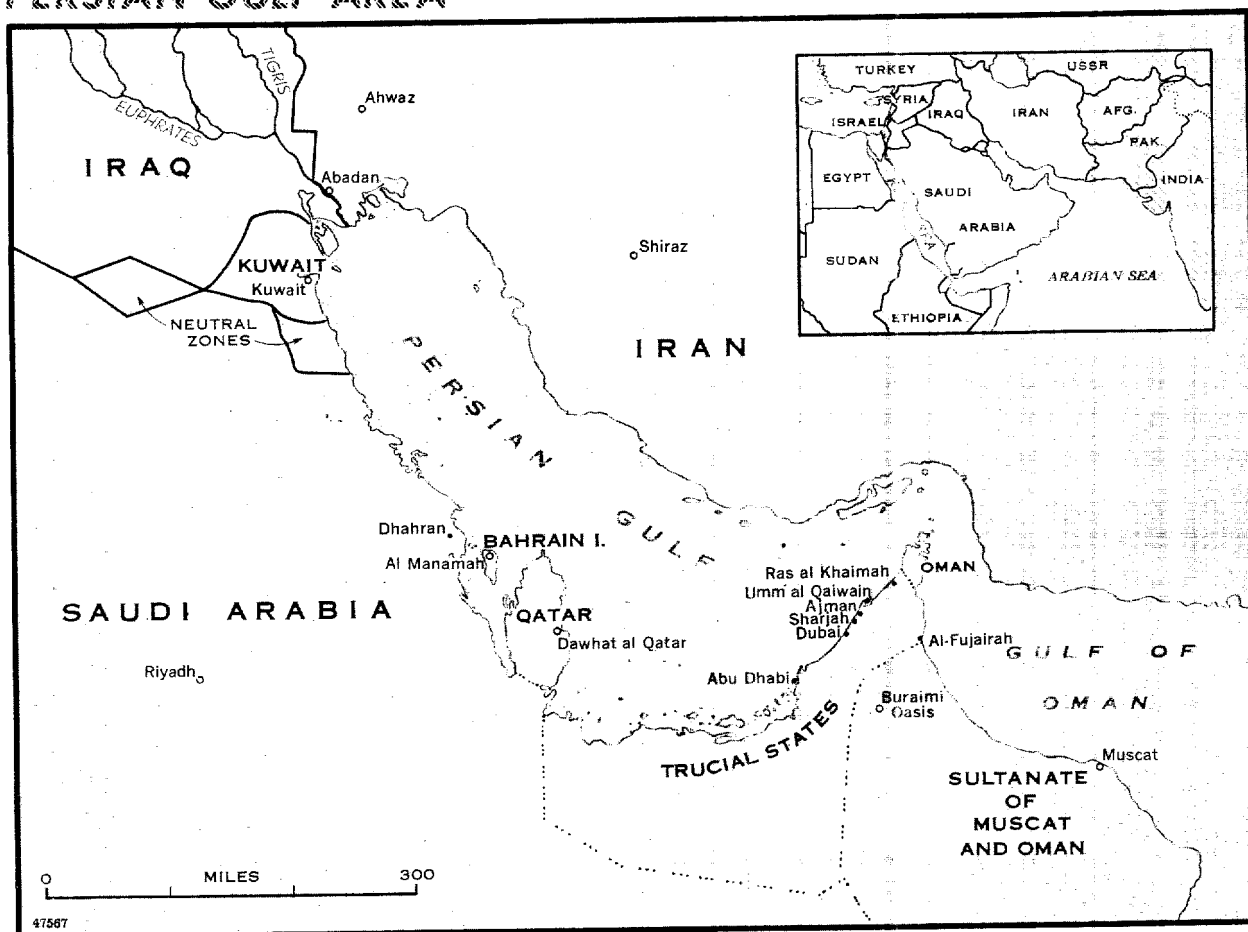 PERSIAN GULF AREA
TIGRIS
EUPHRATES
Ahwaz
IRAQ
Abadan
KUWAIT
Kuwait
NEUTRAL
ZONES
Shiraz
IRAN
PERSIAN
GULF
Dhahran
BAHRAIN I.
Al Manamah
SAUDI ARABIA
QATAR
Dawhat al Qatar
Riyadh
Ras al Khaimah
Umm al Qaiwain
Ajman
Sharjah
Dubai
OMAN
Al-Fujairah
Abu Dhabi
GULF OF
OMAN
Buraimi
Oasis
TRUCIAL STATES
Muscat
SULTANATE
OF
MUSCAT
AND OMAN
0 MILES 300
47567
TURKEY
USSR
SYRIA
ISRAEL
IRAQ
IRAN
AFG.
PAK.
EGYPT
SAUDI
ARABIA
INDIA
SUDAN
ARABIAN SEA
ETHIOPIA